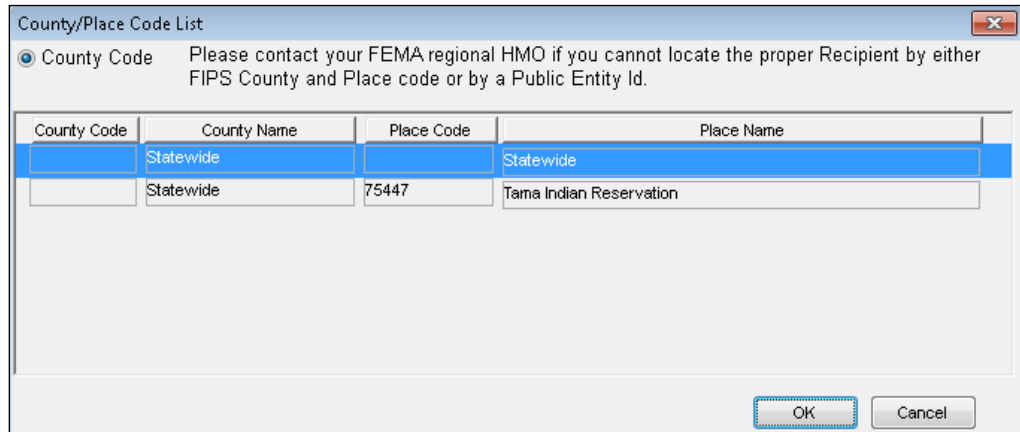 County/Place Code List
County Code Please contact your FEMA regional HMO if you cannot locate the proper Recipient by either
FIPS County and Place code or by a Public Entity Id.
County Code County Name Place Code Place Name
Statewide Statewide
Statewide 75447 Tama Indian Reservation
OK Cancel